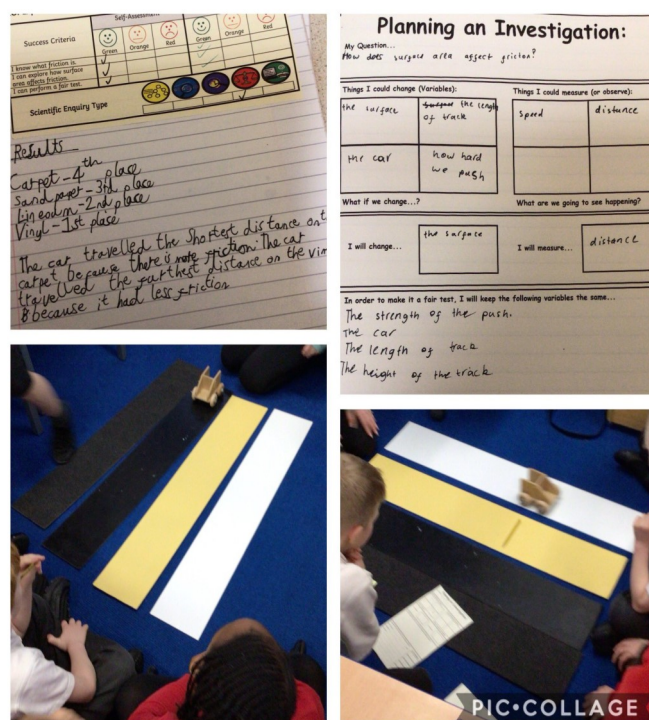 Self-Assessment
Success Criteria
Green
Orange
Red
Green
Orange
Red
I know what friction is.
I can explore how surface
area affects friction.
I can perform a fair test.
Scientific Enquiry Type
Results
Carpet - 4th place
Sand paper - 3rd place
Lineodm - 2nd place
Vinyl - 1st place
The car travelled the shortest distance on t
carpet because there is more friction. The car
travelled the furthest distance on the vin
because it had less friction
Planning an Investigation:
My Question...
How does surface area affect friction?
Things I could change (Variables):
Things I could measure (or observe):
the surface
the length
of track
speed
distance
the car
how hard
we push
What if we change...?
What are we going to see happening?
I will change...
the surface
I will measure...
distance
In order to make it a fair test, I will keep the following variables the same...
The strength of the push.
The car
The length of track
The height of the track
PIC•COLLAGE